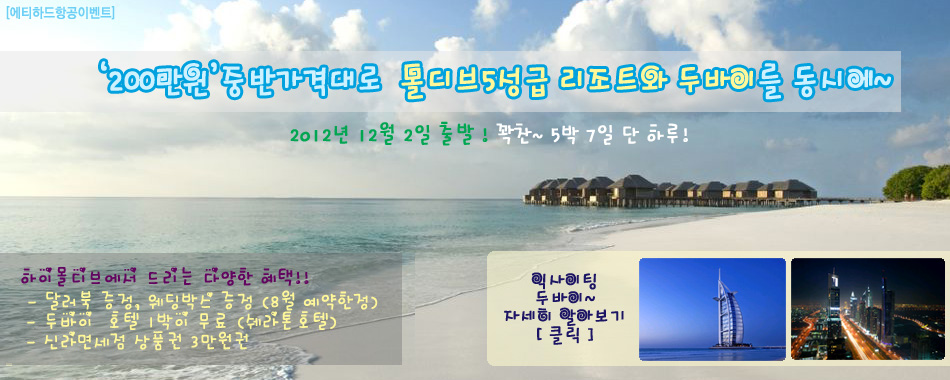 [에티하드항공이벤트]
‘200만원’ 중반가격대로 몰디브5성급 리조트와 두바이를 동시에~
2012년 12월 2일 출발 ! 꽉찬~ 5박 7일 단 하루!
하이몰디브에서 드리는 다양한 혜택!!
- 달러북 증정, 웨딩박스 증정 (8월 예약한정)
- 두바이 호텔 1박이 무료 (쉐라톤호텔)
- 신라면세점 상품권 3만원권
익사이팅
두바이~
자세히 알아보기
[ 클릭 ]